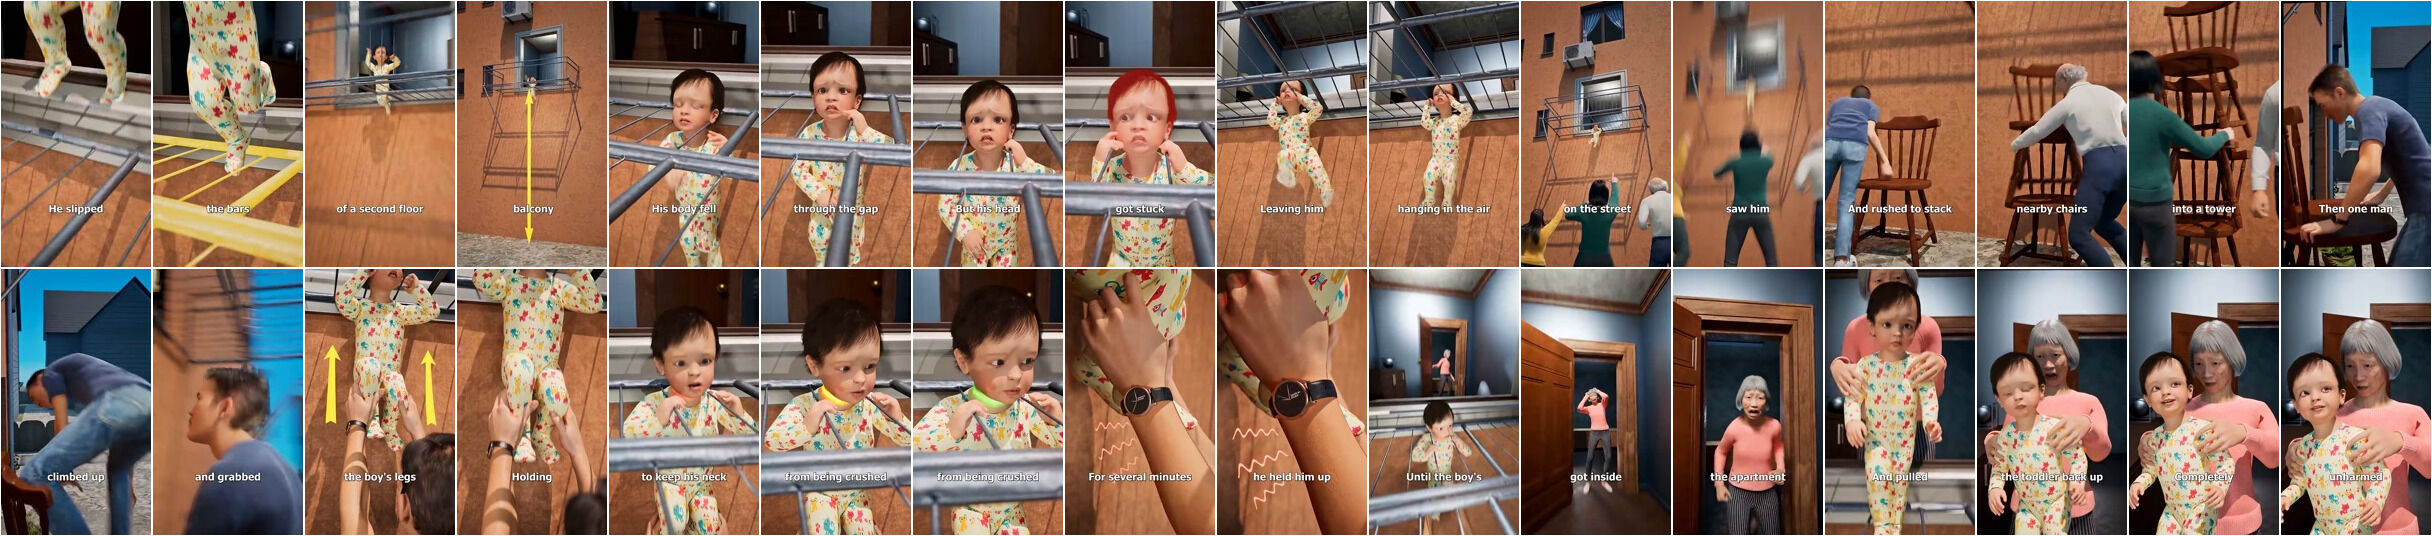 He slipped
the bars
of a second floor
balcony
His body fell
through the gap
But his head
got stuck
Leaving him
hanging in the air
on the street
saw him
And rushed to stack
nearby chairs
into a tower
Then one man
climbed up
and grabbed
the boy's legs
Holding
to keep his neck
from being crushed
from being crushed
For several minutes
he held him up
Until the boy's
got inside
the apartment
And pulled
the toddler back up
Completely
unharmed